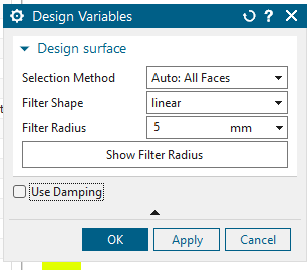 Design Variables
Design surface
Selection Method Auto: All Faces
Filter Shape linear
Filter Radius 5 mm
Show Filter Radius
Use Damping
OK Apply Cancel